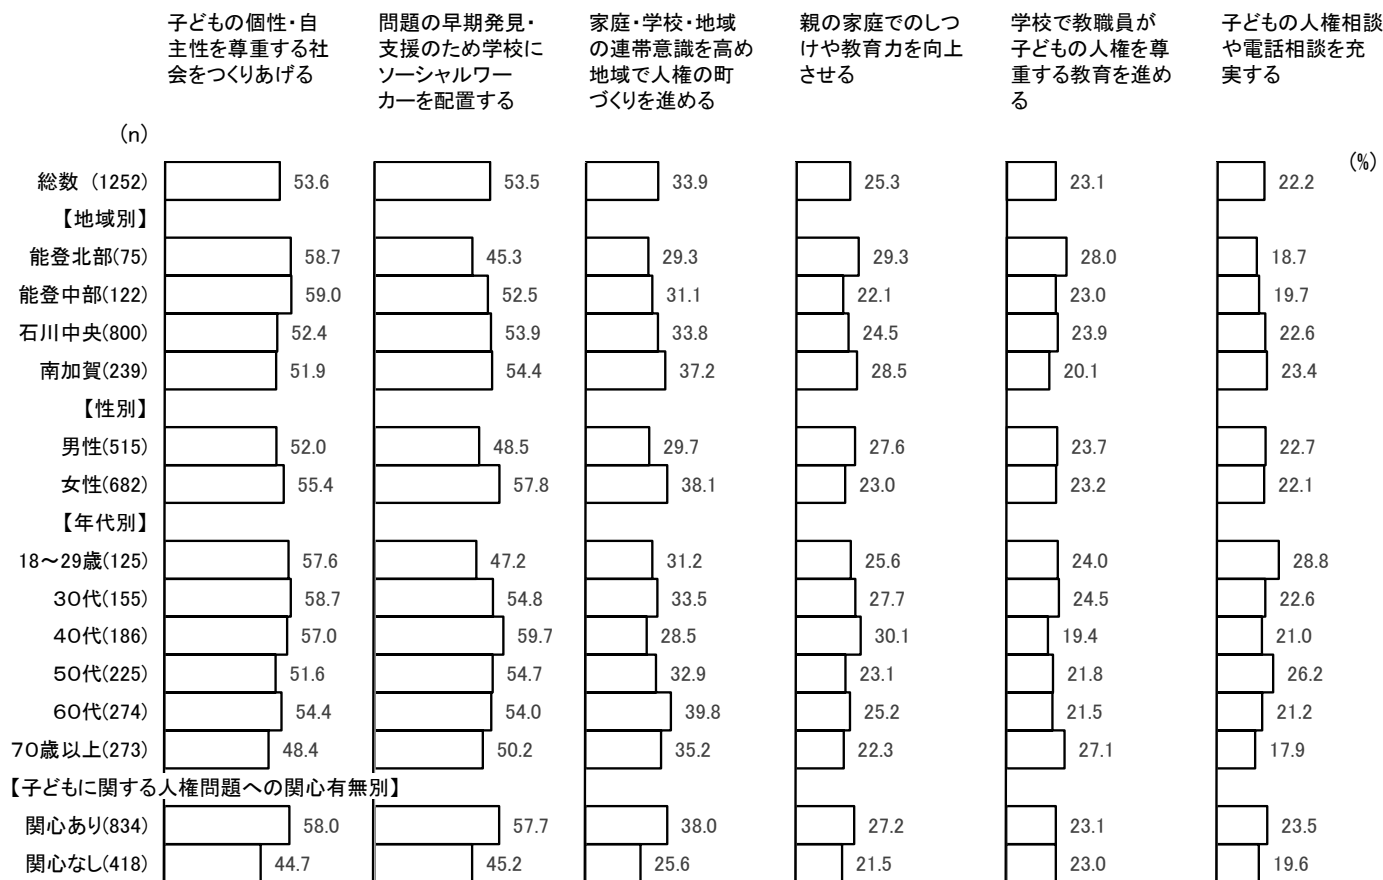 子どもの個性・自
主性を尊重する社
会をつくりあげる
問題の早期発見・
支援のため学校に
ソーシャルワー
カーを配置する
家庭・学校・地域
の連帯意識を高め
地域で人権の町
づくりを進める
親の家庭でのしつ
けや教育力を向上
させる
学校で教職員が
子どもの人権を尊
重する教育を進め
る
子どもの人権相談
や電話相談を充
実する
(n)
(%)
総数 (1252) 53.6 53.5 33.9 25.3 23.1 22.2
【地域別】
能登北部(75) 58.7 45.3 29.3 29.3 28.0 18.7
能登中部(122) 59.0 52.5 31.1 22.1 23.0 19.7
石川中央(800) 52.4 53.9 33.8 24.5 23.9 22.6
南加賀(239) 51.9 54.4 37.2 28.5 20.1 23.4
【性別】
男性(515) 52.0 48.5 29.7 27.6 23.7 22.7
女性(682) 55.4 57.8 38.1 23.0 23.2 22.1
【年代別】
18～29歳(125) 57.6 47.2 31.2 25.6 24.0 28.8
30代(155) 58.7 54.8 33.5 27.7 24.5 22.6
40代(186) 57.0 59.7 28.5 30.1 19.4 21.0
50代(225) 51.6 54.7 32.9 23.1 21.8 26.2
60代(274) 54.4 54.0 39.8 25.2 21.5 21.2
70歳以上(273) 48.4 50.2 35.2 22.3 27.1 17.9
【子どもに関する人権問題への関心有無別】
関心あり(834) 58.0 57.7 38.0 27.2 23.1 23.5
関心なし(418) 44.7 45.2 25.6 21.5 23.0 19.6